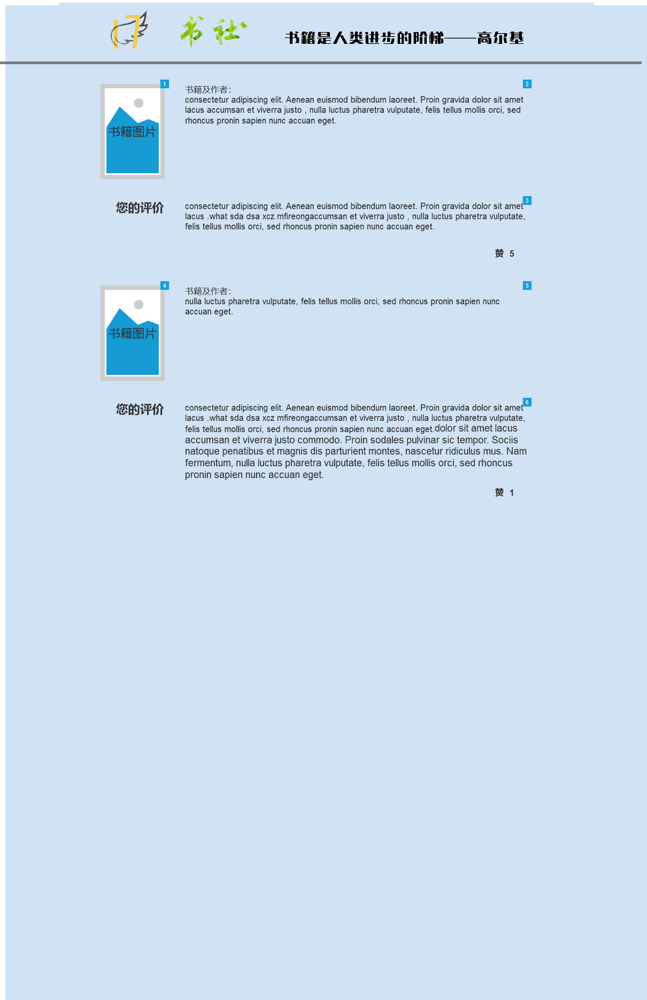 17 书社
书籍是人类进步的阶梯——高尔基
1
2
书籍及作者：
consectetur adipiscing elit. Aenean euismod bibendum laoreet. Proin gravida dolor sit amet
lacus accumsan et viverra justo , nulla luctus pharetra vulputate, felis tellus mollis orci, sed
rhoncus pronin sapien nunc accuan eget.
书籍图片
3
您的评价
consectetur adipiscing elit. Aenean euismod bibendum laoreet. Proin gravida dolor sit amet
lacus .what sda dsa xcz mfireongaccumsan et viverra justo , nulla luctus pharetra vulputate,
felis tellus mollis orci, sed rhoncus pronin sapien nunc accuan eget.
赞 5
4
5
书籍及作者：
nulla luctus pharetra vulputate, felis tellus mollis orci, sed rhoncus pronin sapien nunc
accuan eget.
书籍图片
6
您的评价
consectetur adipiscing elit. Aenean euismod bibendum laoreet. Proin gravida dolor sit amet
lacus .what sda dsa xcz mfireongaccumsan et viverra justo , nulla luctus pharetra vulputate,
felis tellus mollis orci, sed rhoncus pronin sapien nunc accuan eget.dolor sit amet lacus
accumsan et viverra justo commodo. Proin sodales pulvinar sic tempor. Sociis
natoque penatibus et magnis dis parturient montes, nascetur ridiculus mus. Nam
fermentum, nulla luctus pharetra vulputate, felis tellus mollis orci, sed rhoncus
pronin sapien nunc accuan eget.
赞 1